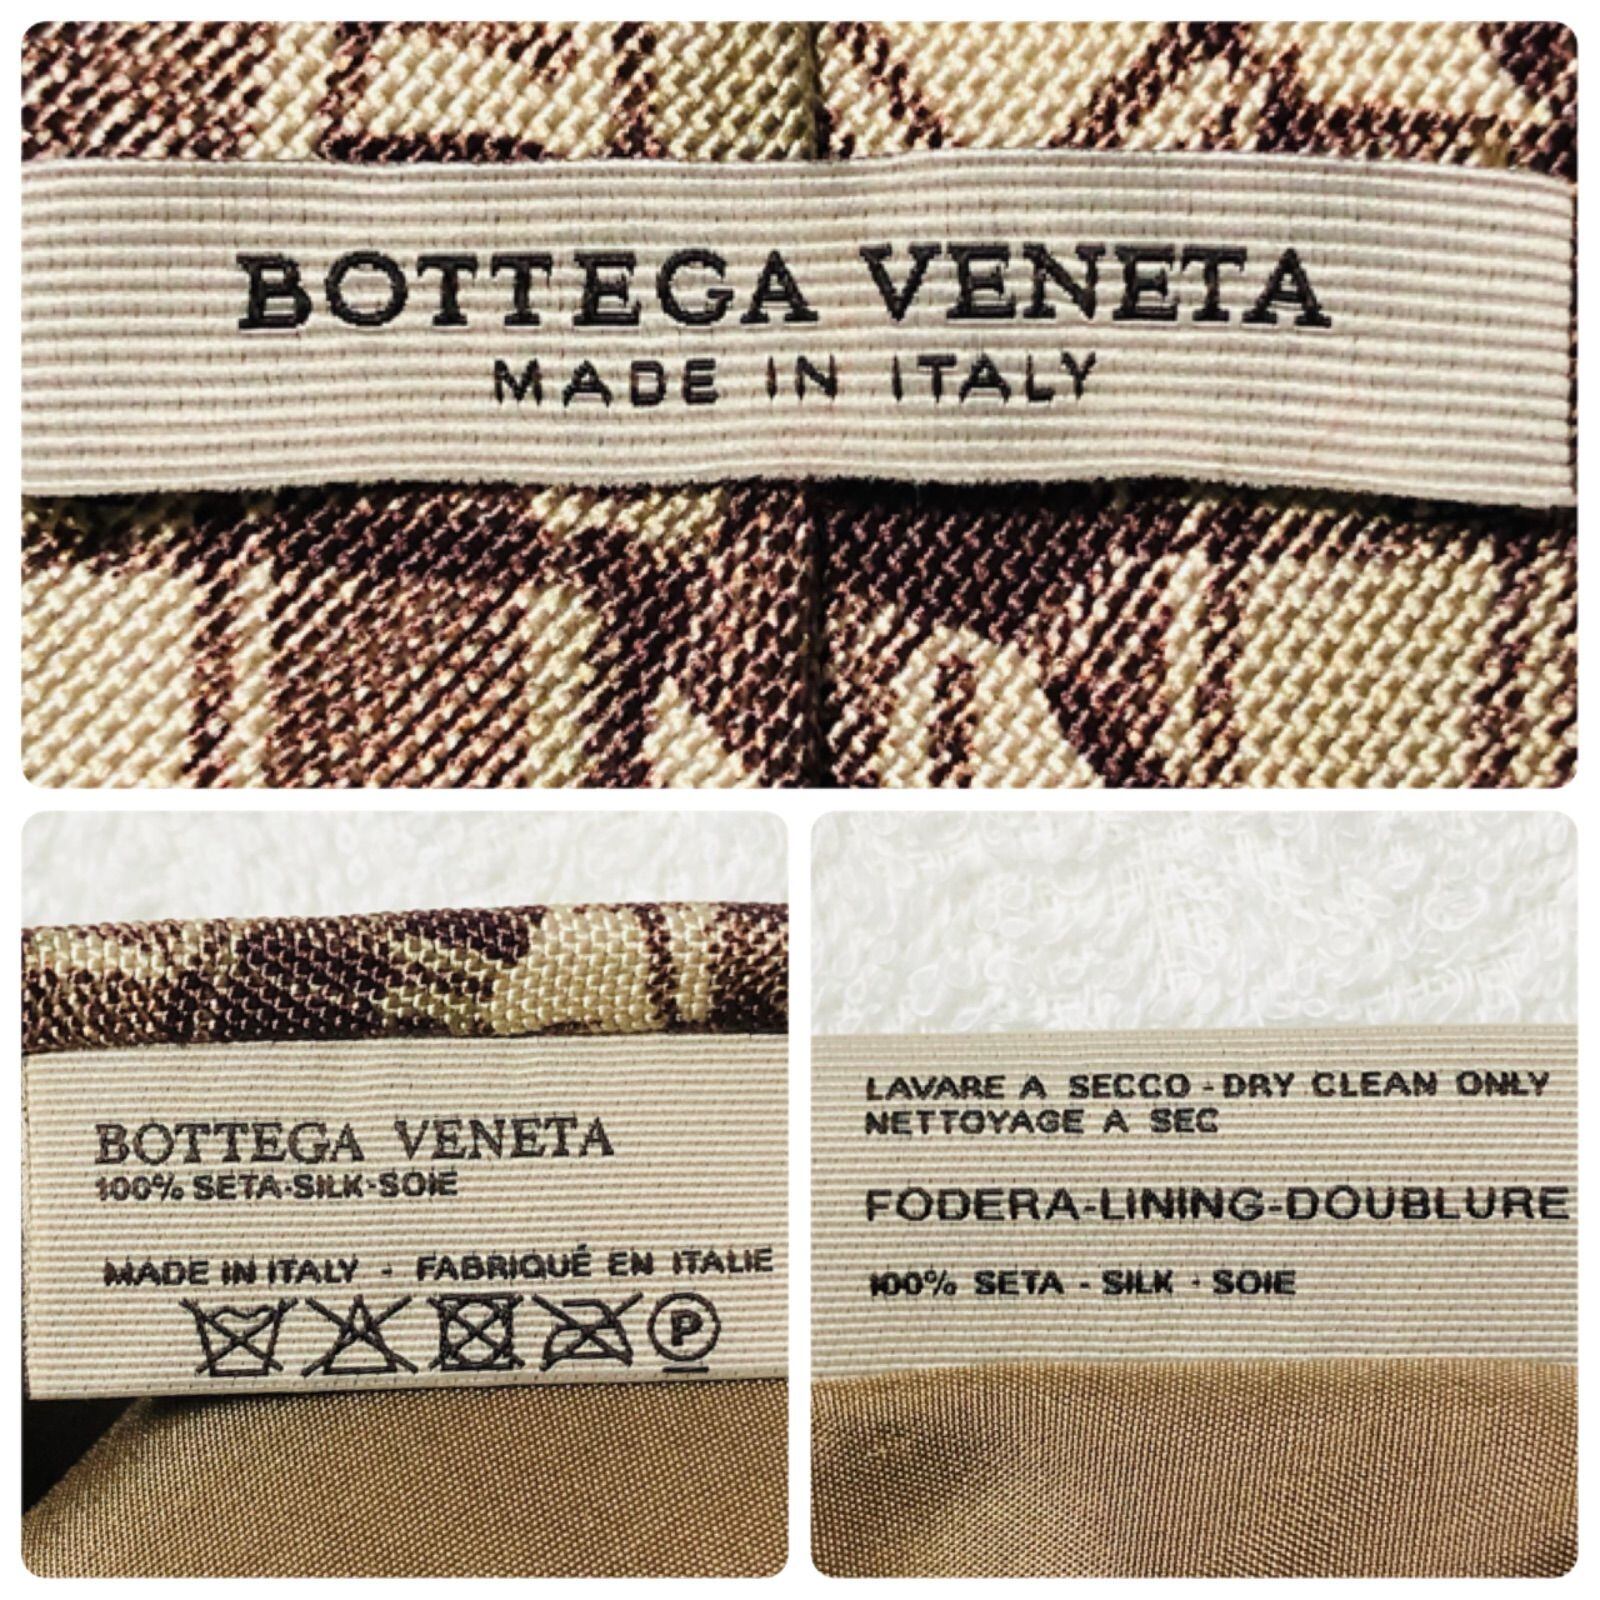 BOTTEGA VENETA
MADE IN ITALY
BOTTEGA VENETA
100% SETA-SILK-SOIE
MADE IN ITALY - FABRIQUÉ EN ITALIE
P
LAVARE A SECCO - DRY CLEAN ONLY
NETTOYAGE A SEC
FODERA-LINING-DOUBLURE
100% SETA - SILK - SOIE